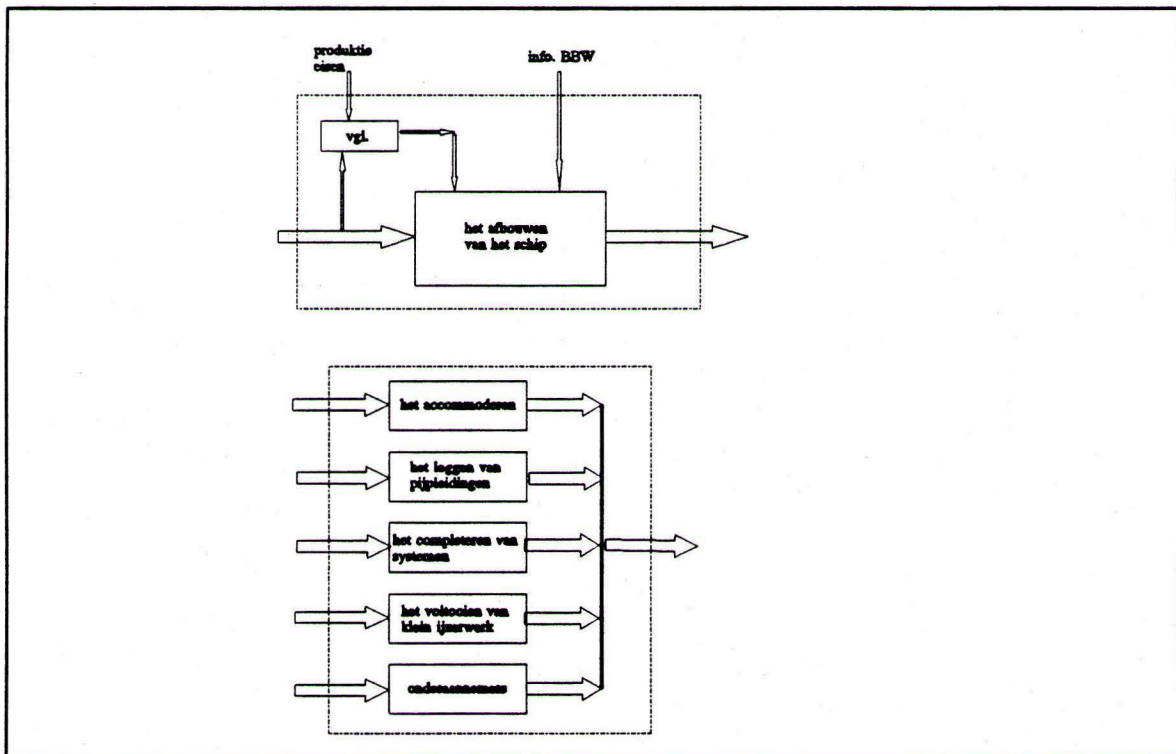 produktie
eisen
info. BBW
vgl.
het afbouwen
van het schip
het accommoderen
het leggen van
pijpleidingen
het completeren van
systemen
het voltooien van
klein ijzerwerk
onderaannemers